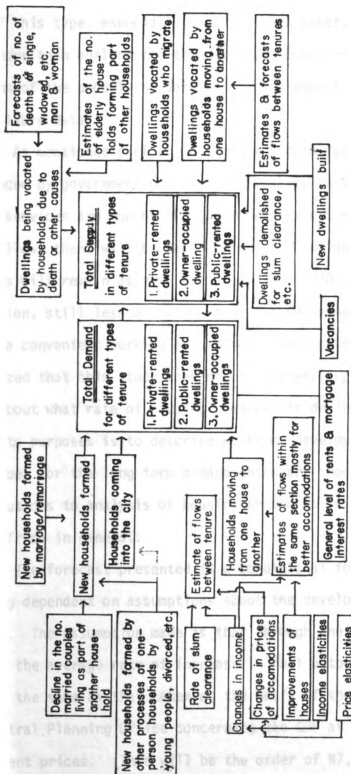 Forecasts of no. of
deaths of single,
widowed, etc.
men & woman
Estimates of the no.
of elderly house-
holds forming part
of other households
Dwellings vacated by
households who migrate
Dwellings vacated by
households moving from
one house to another
Estimates & forecasts
of flows between tenures
Dwellings being vacated
by households due to
death or other causes
Total Supply
in different types
of tenure
1. Private-rented
dwellings
2. Owner-occupied
dwelling
3. Public-rented
dwellings
Dwellings demolished
for slum clearance,
etc.
New dwellings built
Vacancies
Total Demand
for different types
of tenure
1. Private-rented
dwellings
2. Public-rented
dwellings
3. Owner-occupied
dwellings
New households formed
by marriage/remarriage
New households formed
Households coming
into the city
Households moving
from one house to
another
General level of rents & mortgage
interest rates
Decline in the no.
married couples
living as part of
another house-
hold
New households formed by
other processes of one-
person households by
young people, divorced, etc.
Estimate of flows
between tenure
Estimates of flows within
the same section mostly for
better accomodations
Rate of slum
clearence
Changes in income
Changes in prices
of accomodations
Improvements of
houses
Income elasticities
Price elasticities